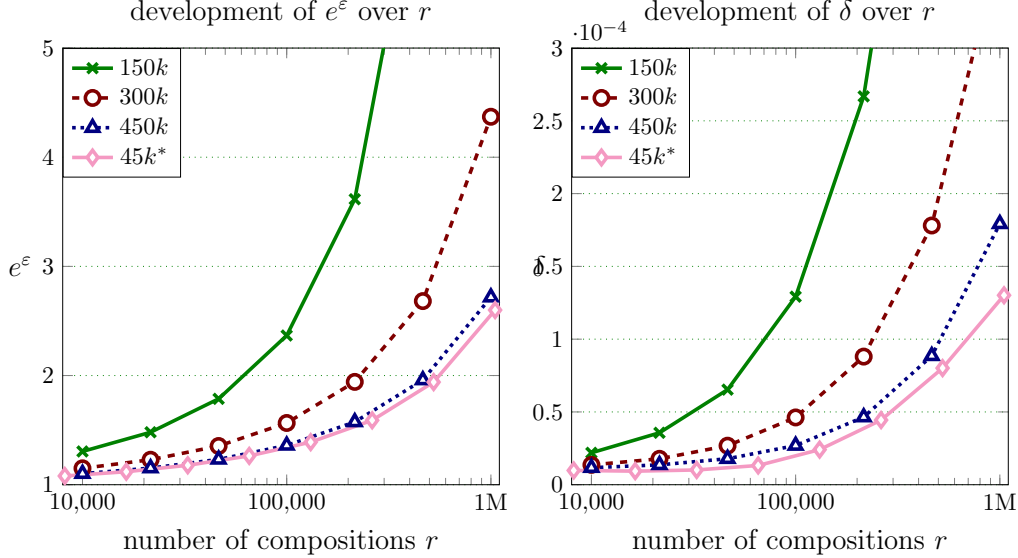 development of $e^ε$ over $r$
5
4
3
2
1
$e^ε$
150k
300k
450k
45k*
10,000
100,000
1M
number of compositions r
development of δ over r
·10⁻⁴
3
2.5
2
1.5
1
0.5
0
δ
150k
300k
450k
45k*
10,000
100,000
1M
number of compositions r